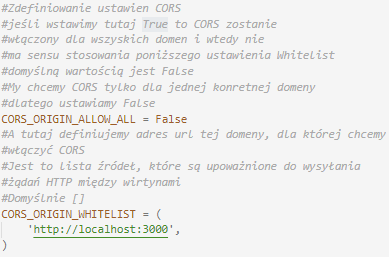 #Zdefiniowanie ustawien CORS
#jeśli wstawimy tutaj True to CORS zostanie
#włączony dla wszyskich domen i wtedy nie
#ma sensu stosowania poniższego ustawienia Whitelist
#domyślną wartością jest False
#My chcemy CORS tylko dla jednej konretnej domeny
#dlatego ustawiamy False
CORS_ORIGIN_ALLOW_ALL = False
#A tutaj definiujemy adres url tej domeny, dla której chcemy
#włączyć CORS
#Jest to lista źródeł, które są upoważnione do wysyłania
#żądań HTTP między wirtynami
#Domyślnie []
CORS_ORIGIN_WHITELIST = (
    'http://localhost:3000',
)